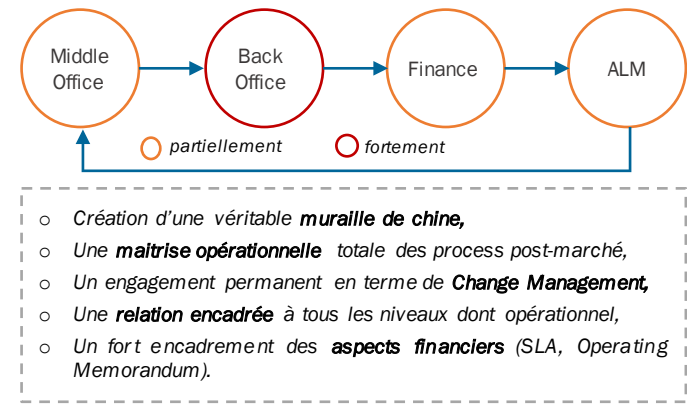 Middle Office
Back Office
Finance
ALM
partiellement
fortement
o Création d'une véritable muraille de chine,
o Une maitrise opérationnelle totale des process post-marché,
o Un engagement permanent en terme de Change Management,
o Une relation encadrée à tous les niveaux dont opérationnel,
o Un fort encadrement des aspects financiers (SLA, Operating
Memorandum).